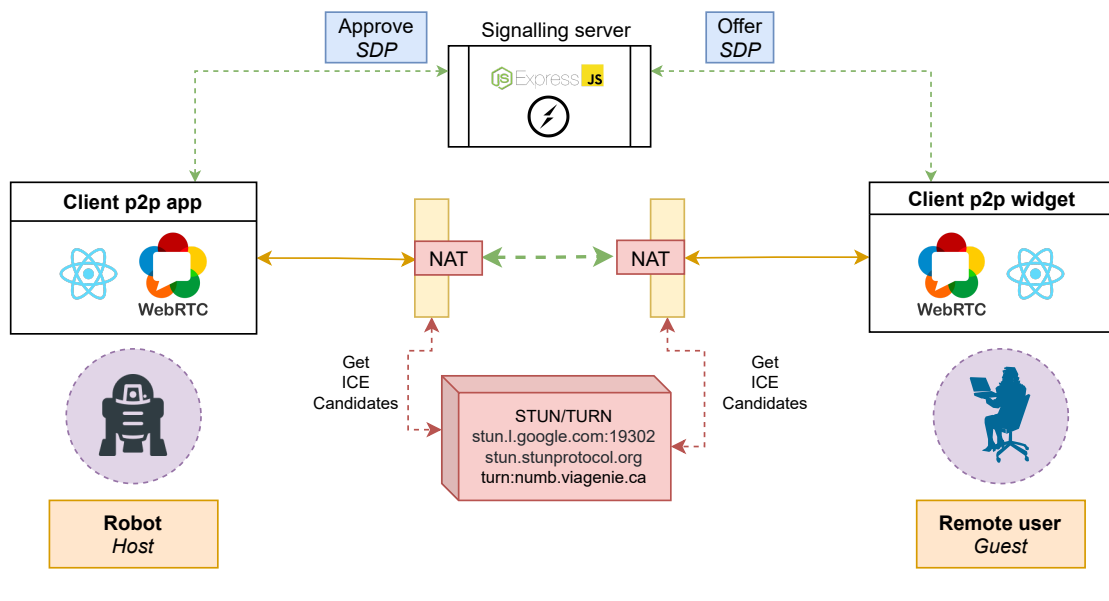 Approve
SDP
Signalling server
Offer
SDP
JS
Express
JS
Client p2p app
Client p2p widget
WebRTC
NAT
NAT
WebRTC
Get
ICE
Candidates
Get
ICE
Candidates
STUN/TURN
stun.l.google.com:19302
stun.stunprotocol.org
turn:numb.viagenie.ca
Robot
Host
Remote user
Guest